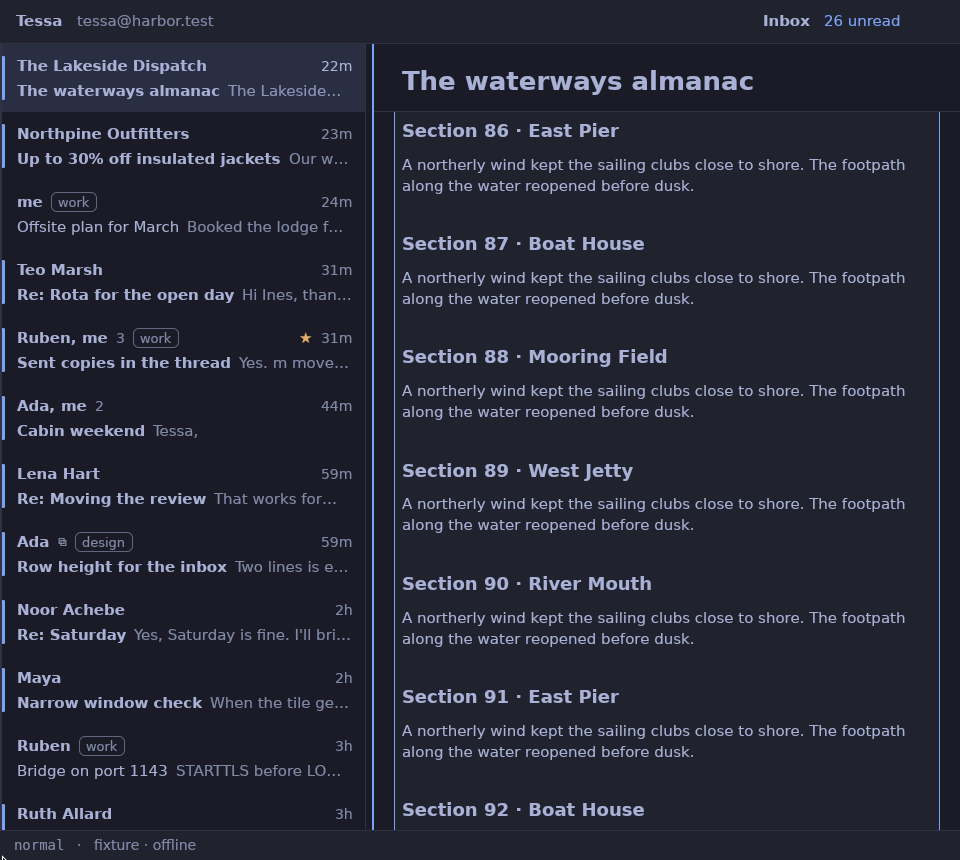 Tessa tessa@harbor.test
Inbox 26 unread
The Lakeside Dispatch 22m
The waterways almanac The Lakeside…
Northpine Outfitters 23m
Up to 30% off insulated jackets Our w…
me work 24m
Offsite plan for March Booked the lodge f…
Teo Marsh 31m
Re: Rota for the open day Hi Ines, than…
Ruben, me 3 work ★ 31m
Sent copies in the thread Yes. m move…
Ada, me 2 44m
Cabin weekend Tessa,
Lena Hart 59m
Re: Moving the review That works for…
Ada design 59m
Row height for the inbox Two lines is e…
Noor Achebe 2h
Re: Saturday Yes, Saturday is fine. I'll bri…
Maya 2h
Narrow window check When the tile ge…
Ruben work 3h
Bridge on port 1143 STARTTLS before LO…
Ruth Allard 3h
The waterways almanac
Section 86 · East Pier
A northerly wind kept the sailing clubs close to shore. The footpath
along the water reopened before dusk.
Section 87 · Boat House
A northerly wind kept the sailing clubs close to shore. The footpath
along the water reopened before dusk.
Section 88 · Mooring Field
A northerly wind kept the sailing clubs close to shore. The footpath
along the water reopened before dusk.
Section 89 · West Jetty
A northerly wind kept the sailing clubs close to shore. The footpath
along the water reopened before dusk.
Section 90 · River Mouth
A northerly wind kept the sailing clubs close to shore. The footpath
along the water reopened before dusk.
Section 91 · East Pier
A northerly wind kept the sailing clubs close to shore. The footpath
along the water reopened before dusk.
Section 92 · Boat House
normal · fixture · offline